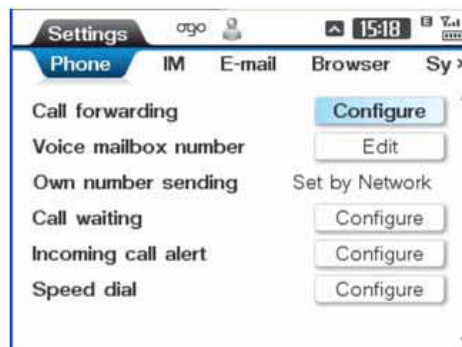 Settings ogo 15:18
Phone IM E-mail Browser Sy
Call forwarding Configure
Voice mailbox number Edit
Own number sending Set by Network
Call waiting Configure
Incoming call alert Configure
Speed dial Configure